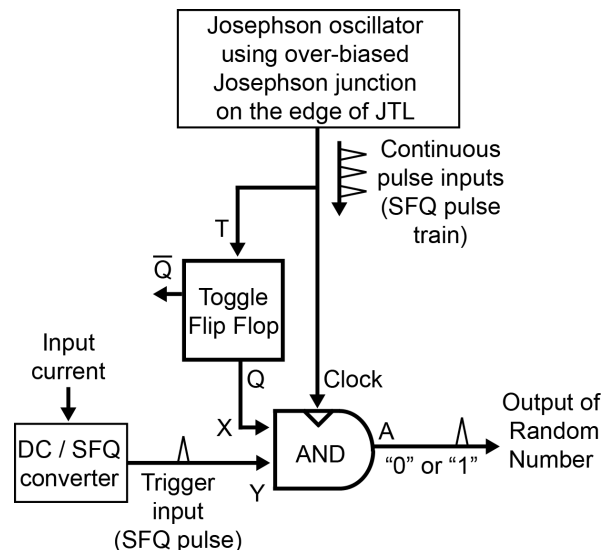 Josephson oscillator
using over-biased
Josephson junction
on the edge of JTL
Continuous
pulse inputs
(SFQ pulse
train)
T
Q̅
Toggle
Flip Flop
Input
current
Q
Clock
X
DC / SFQ
converter
Trigger
input
(SFQ pulse)
Y
AND
A
“0” or “1”
Output of
Random
Number